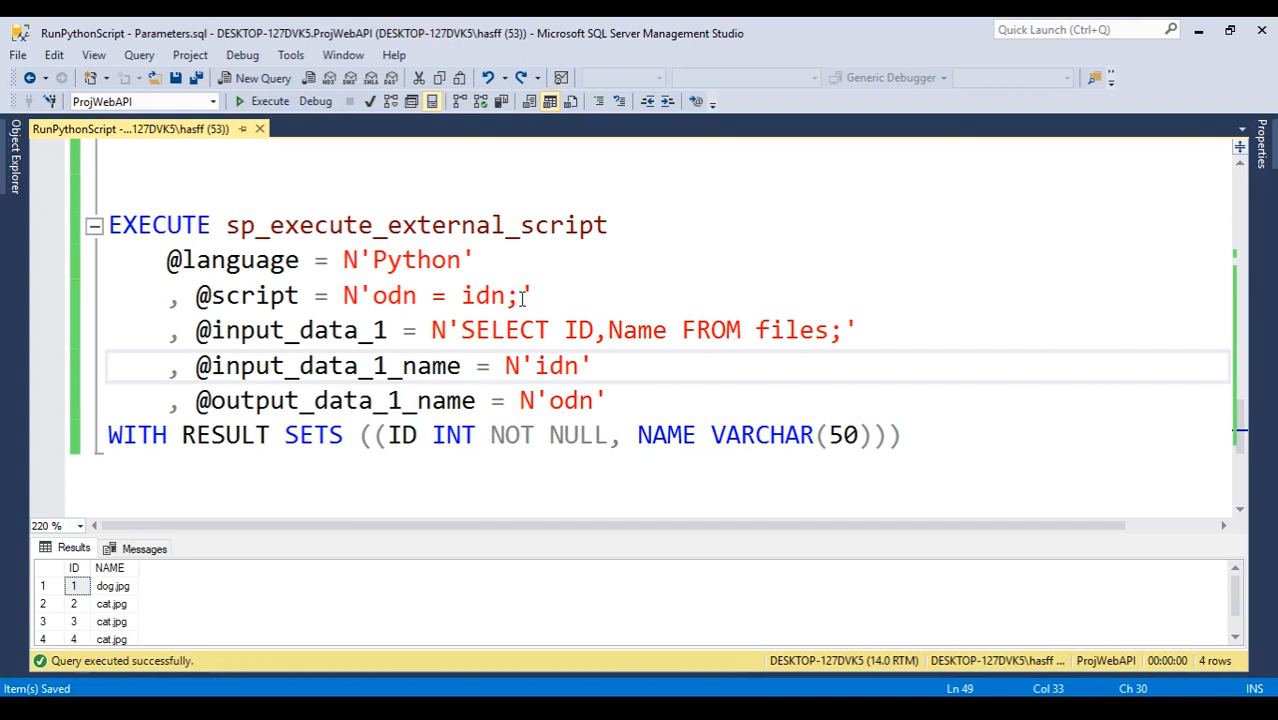 RunPythonScript - Parameters.sql - DESKTOP-127DVK5.ProjWebAPI (DESKTOP-127DVK5\hasff (53)) - Microsoft SQL Server Management Studio
Quick Launch (Ctrl+Q)
File Edit View Query Project Debug Tools Window Help
New Query
Generic Debugger
ProjWebAPI Execute Debug
RunPythonScript -...127DVK5\hasff (53))
Object Explorer
Properties
EXECUTE sp_execute_external_script
@language = N'Python'
, @script = N'odn = idn;'
, @input_data_1 = N'SELECT ID,Name FROM files;'
, @input_data_1_name = N'idn'
, @output_data_1_name = N'odn'
WITH RESULT SETS ((ID INT NOT NULL, NAME VARCHAR(50)))
220 %
Results Messages
ID NAME
1 1 dog.jpg
2 2 cat.jpg
3 3 cat.jpg
4 4 cat.jpg
Query executed successfully. DESKTOP-127DVK5 (14.0 RTM) DESKTOP-127DVK5\hasff ... ProjWebAPI 00:00:00 4 rows
Item(s) Saved Ln 49 Col 33 Ch 30 INS